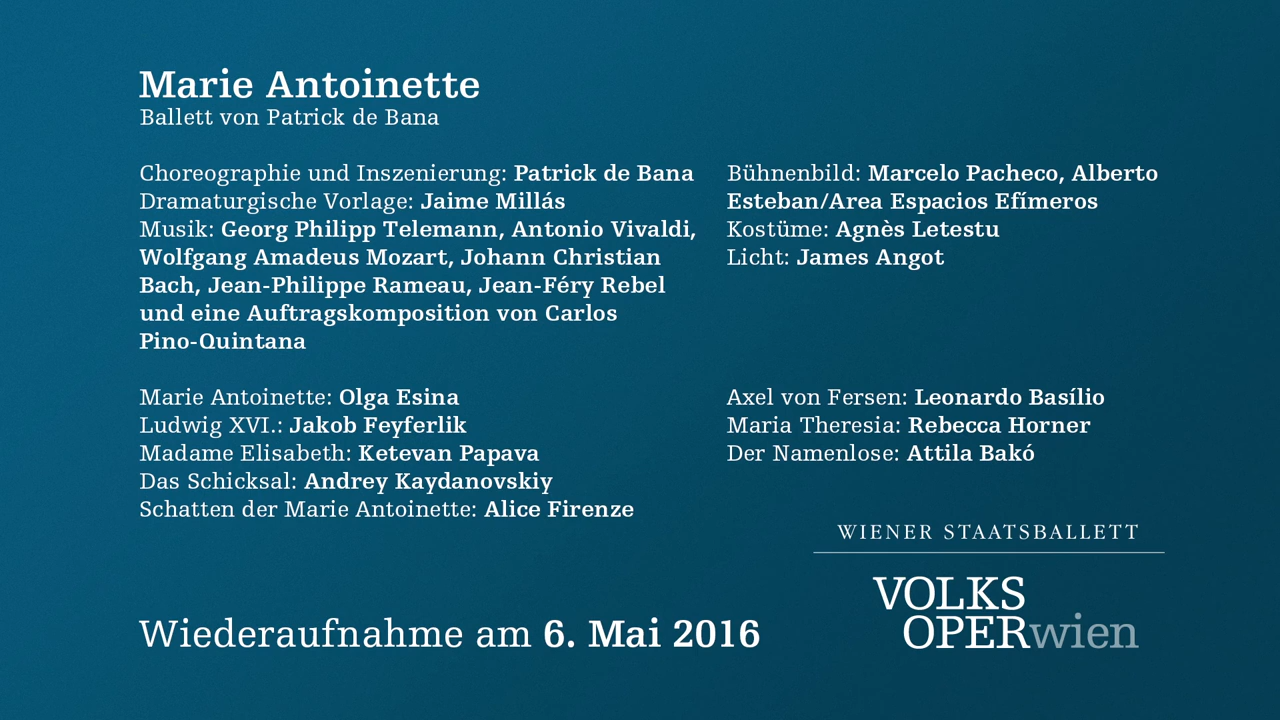 Marie Antoinette
Ballett von Patrick de Bana
Choreographie und Inszenierung: Patrick de Bana
Dramaturgische Vorlage: Jaime Millás
Musik: Georg Philipp Telemann, Antonio Vivaldi,
Wolfgang Amadeus Mozart, Johann Christian
Bach, Jean-Philippe Rameau, Jean-Féry Rebel
und eine Auftragskomposition von Carlos
Pino-Quintana
Bühnenbild: Marcelo Pacheco, Alberto
Esteban/Area Espacios Efímeros
Kostüme: Agnès Letestu
Licht: James Angot
Marie Antoinette: Olga Esina
Ludwig XVI.: Jakob Feyferlik
Madame Elisabeth: Ketevan Papava
Das Schicksal: Andrey Kaydanovskiy
Schatten der Marie Antoinette: Alice Firenze
Axel von Fersen: Leonardo Basílio
Maria Theresia: Rebecca Horner
Der Namenlose: Attila Bakó
Wiederaufnahme am 6. Mai 2016
WIENER STAATSBALLETT
VOLKS
OPERwien